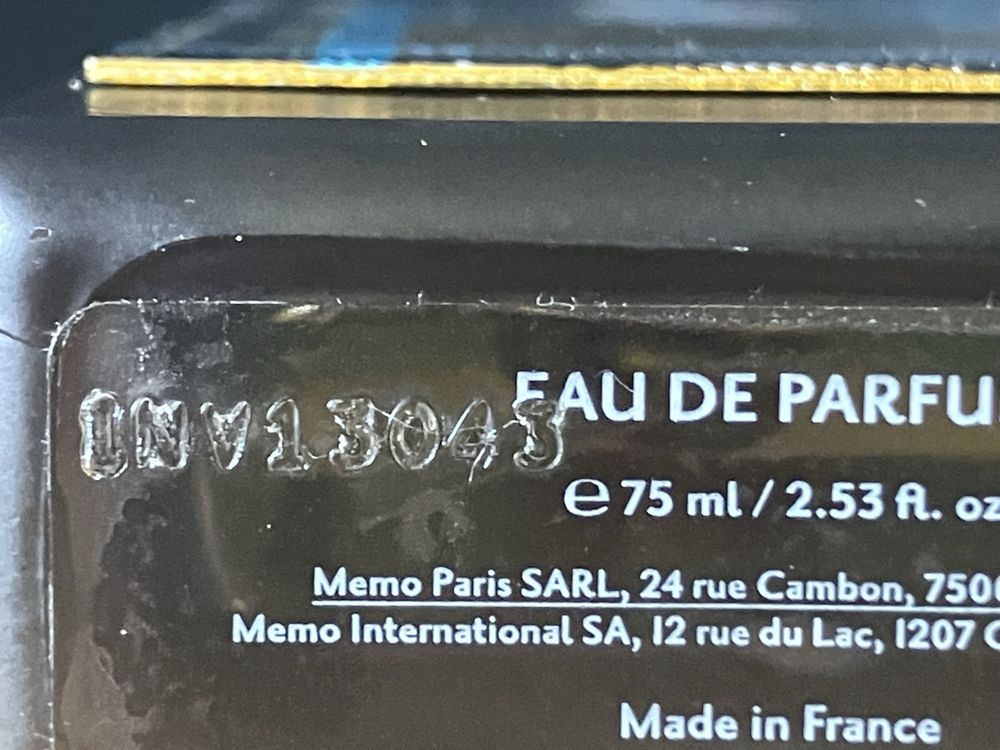 INV13043
EAU DE PARFU
℮ 75 ml / 2.53 fl. oz
Memo Paris SARL, 24 rue Cambon, 7500
Memo International SA, 12 rue du Lac, 1207 G
Made in France